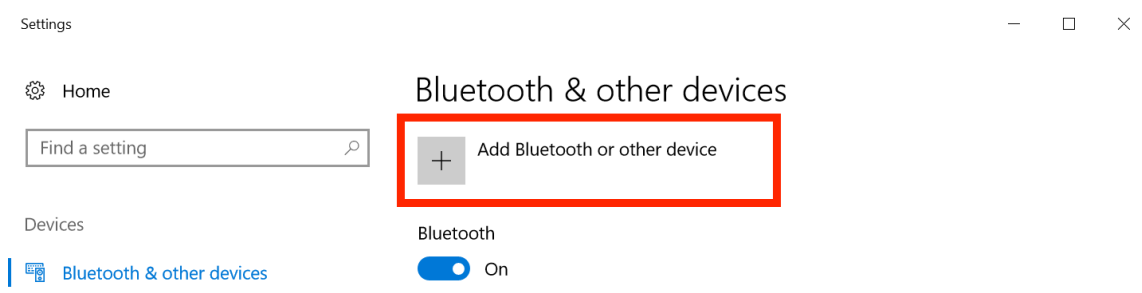 Settings
Home
Find a setting
Devices
Bluetooth & other devices
Bluetooth & other devices
Add Bluetooth or other device
Bluetooth
On